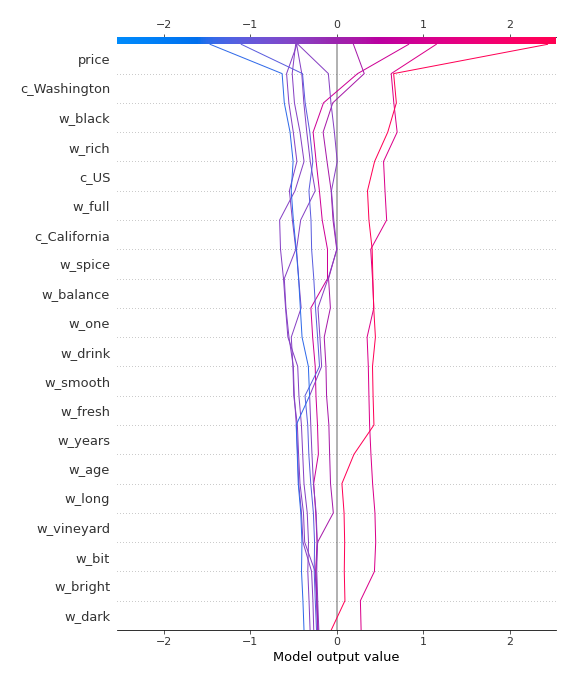 −2 −1 0 1 2
price
c_Washington
w_black
w_rich
c_US
w_full
c_California
w_spice
w_balance
w_one
w_drink
w_smooth
w_fresh
w_years
w_age
w_long
w_vineyard
w_bit
w_bright
w_dark
−2 −1 0 1 2
Model output value